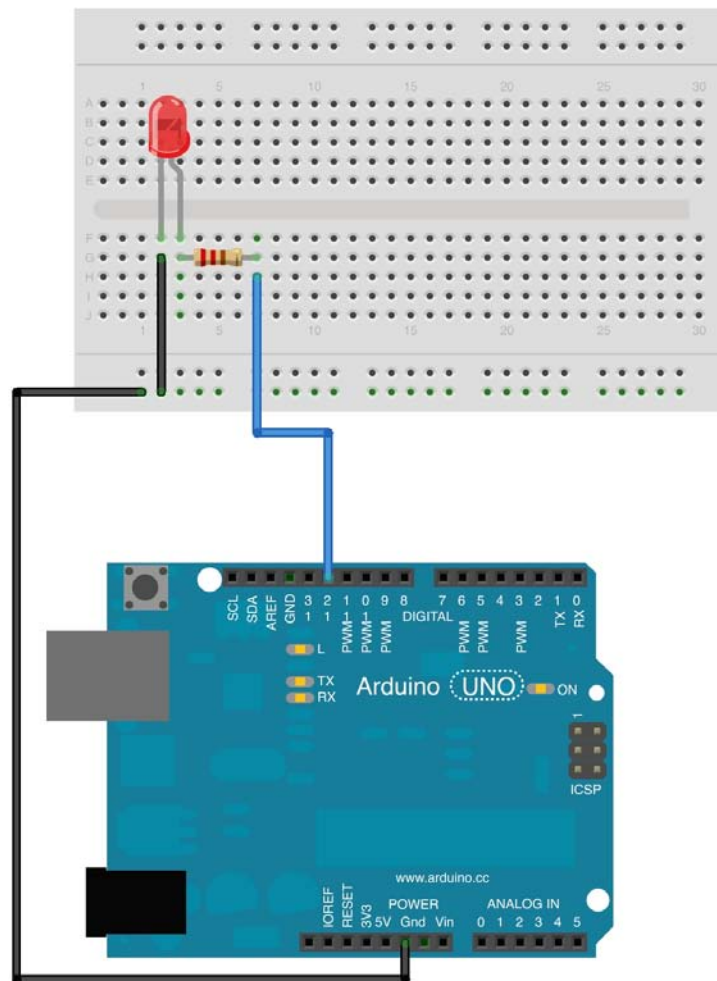 1 5 10 15 20 25 30
A
B
C
D
E
F
G
H
I
J
1 5 10 15 20 25 30
SCL
SDA
AREF
GND
13
12
PWM 11
PWM 10
PWM 9
8
DIGITAL
7
PWM 6
PWM 5
4
PWM 3
2
TX 1
RX 0
L
TX
RX
Arduino UNO
ON
1
ICSP
www.arduino.cc
POWER
ANALOG IN
IOREF
RESET
3V3
5V Gnd Vin
0 1 2 3 4 5